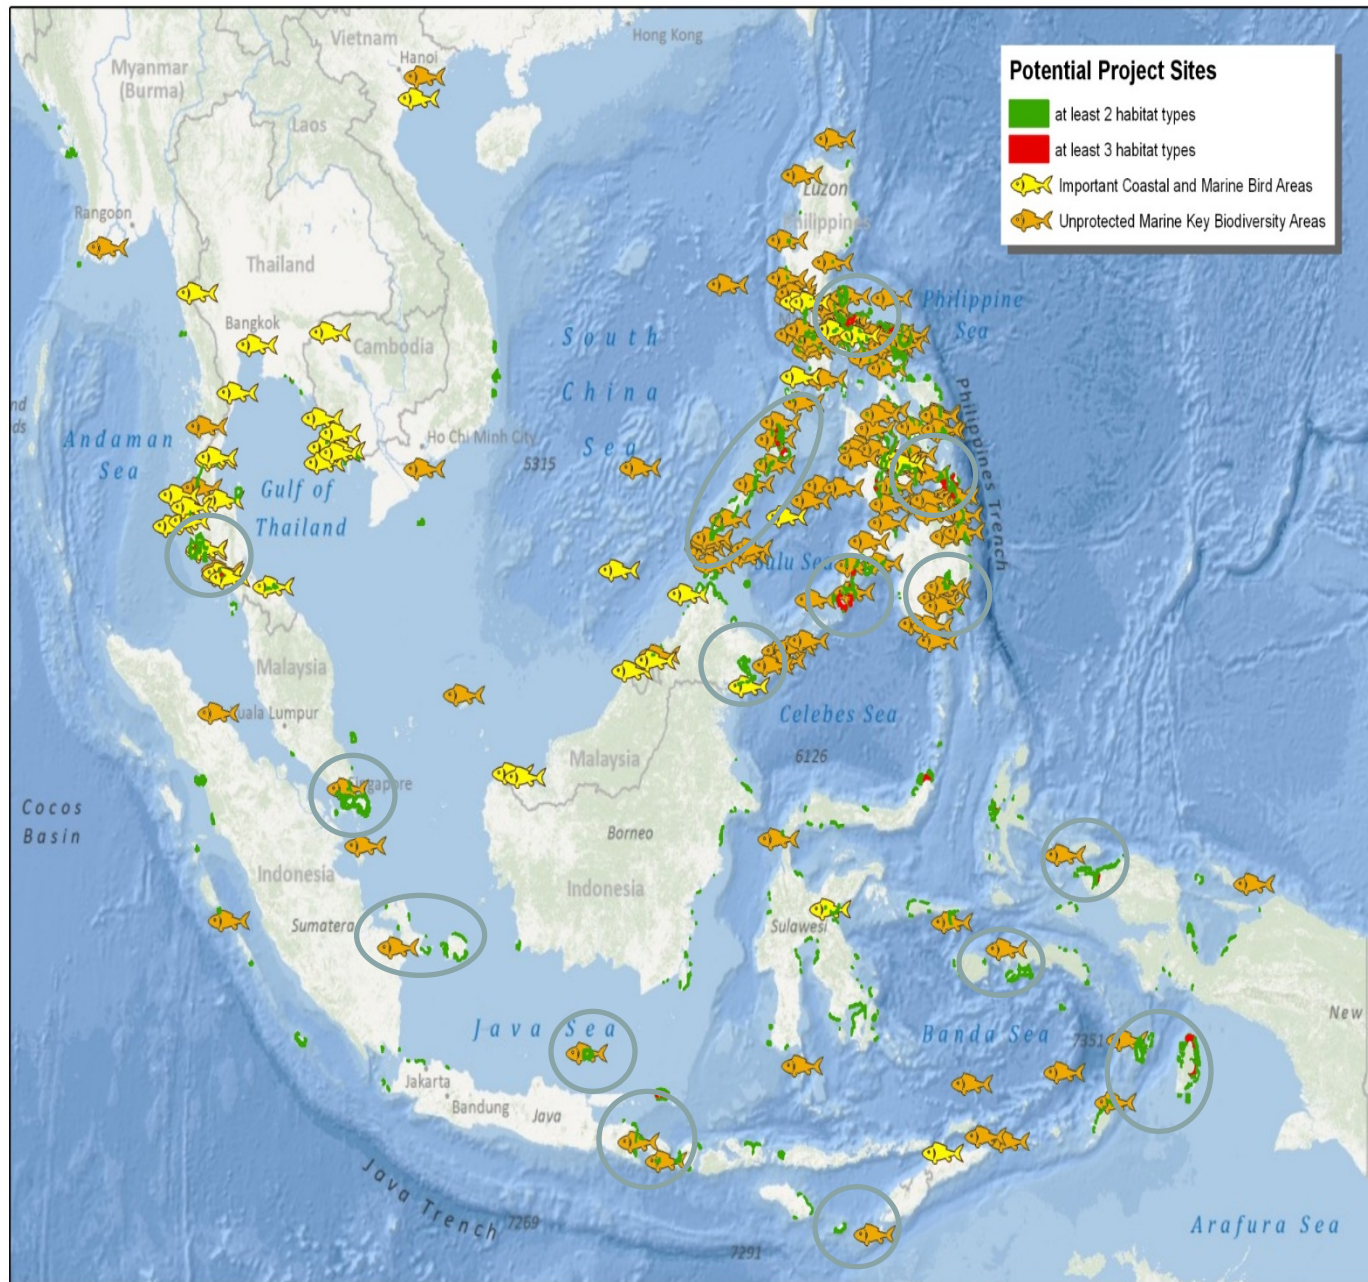 Hong Kong
Vietnam
Hanoi
Myanmar
(Burma)
Laos
Potential Project Sites
at least 2 habitat types
at least 3 habitat types
Important Coastal and Marine Bird Areas
Unprotected Marine Key Biodiversity Areas
Luzon
Philippines
Rangoon
Thailand
Philippine
Sea
Bangkok
Cambodia
South
China
Sea
nd
ds
Andaman
Sea
Ho Chi Minh City
5315
Gulf of
Thailand
Philippines Trench
Sulu Sea
Malaysia
uala Lumpur
Celebes Sea
6126
Malaysia
Singapore
Cocos
Basin
Borneo
Indonesia
Indonesia
Sumatera
Sulawesi
Java Sea
Banda Sea
7351
New
Jakarta
Bandung
Java
Java Trench
7269
7291
Arafura Sea